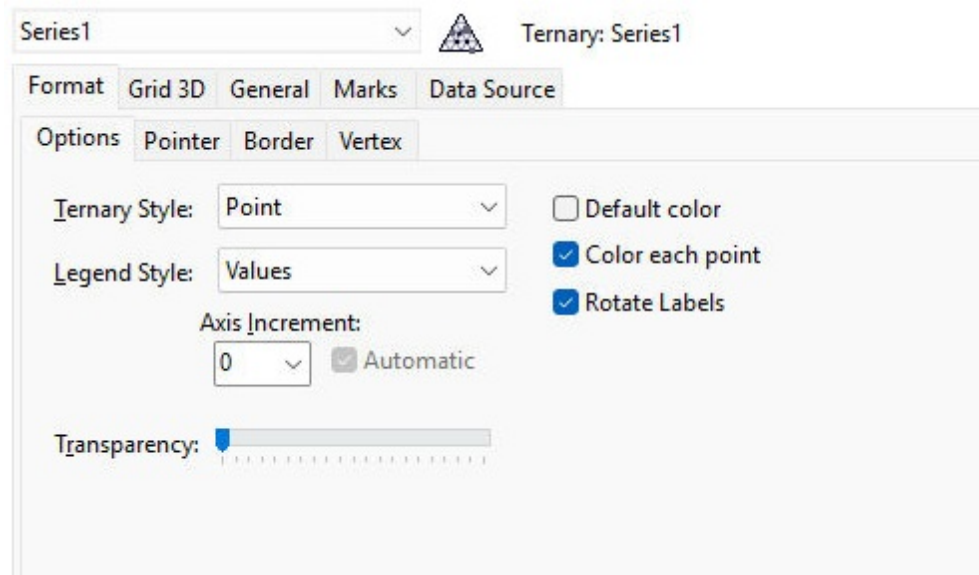 Series1 Ternary: Series1
Format Grid 3D General Marks Data Source
Options Pointer Border Vertex
Ternary Style: Point Default color
Color each point
Legend Style: Values
Rotate Labels
Axis Increment:
0 Automatic
Transparency: